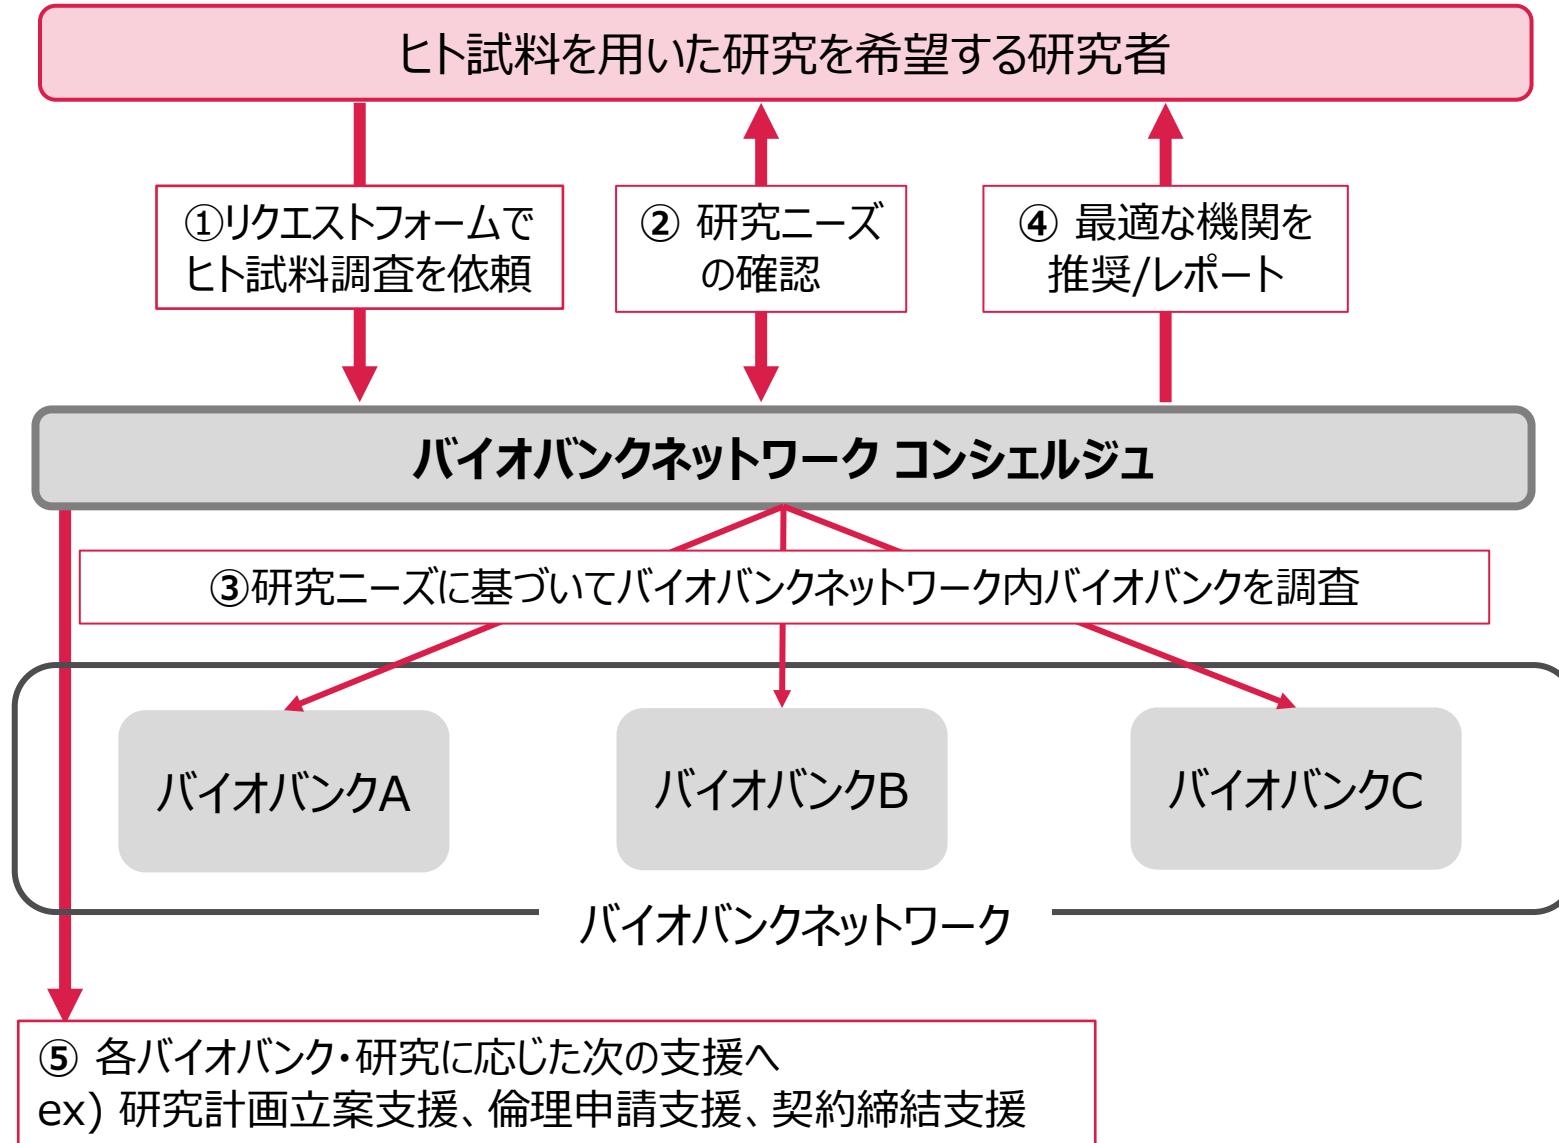 ヒト試料を用いた研究を希望する研究者
①リクエストフォームで
ヒト試料調査を依頼
② 研究ニーズ
の確認
④ 最適な機関を
推奨/レポート
バイオバンクネットワーク コンシェルジュ
③研究ニーズに基づいてバイオバンクネットワーク内バイオバンクを調査
バイオバンクA
バイオバンクB
バイオバンクC
バイオバンクネットワーク
⑤ 各バイオバンク・研究に応じた次の支援へ
ex) 研究計画立案支援、倫理申請支援、契約締結支援